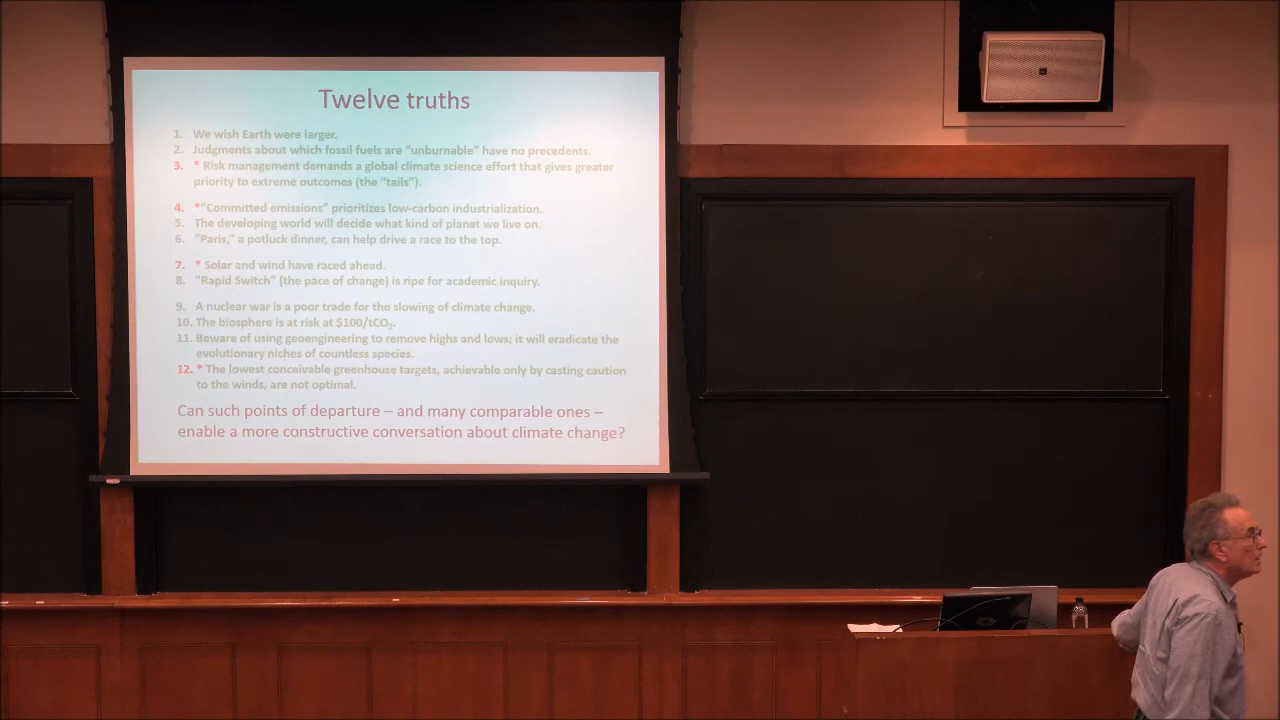 Twelve truths
1. We wish Earth were larger.
2. Judgments about which fossil fuels are “unburnable” have no precedents.
3. * Risk management demands a global climate science effort that gives greater
priority to extreme outcomes (the “tails”).
4. *“Committed emissions” prioritizes low-carbon industrialization.
5. The developing world will decide what kind of planet we live on.
6. “Paris,” a potluck dinner, can help drive a race to the top.
7. * Solar and wind have raced ahead.
8. “Rapid Switch” (the pace of change) is ripe for academic inquiry.
9. A nuclear war is a poor trade for the slowing of climate change.
10. The biosphere is at risk at $100/tCO₂.
11. Beware of using geoengineering to remove highs and lows; it will eradicate the
evolutionary niches of countless species.
12. * The lowest conceivable greenhouse targets, achievable only by casting caution
to the winds, are not optimal.
Can such points of departure – and many comparable ones –
enable a more constructive conversation about climate change?